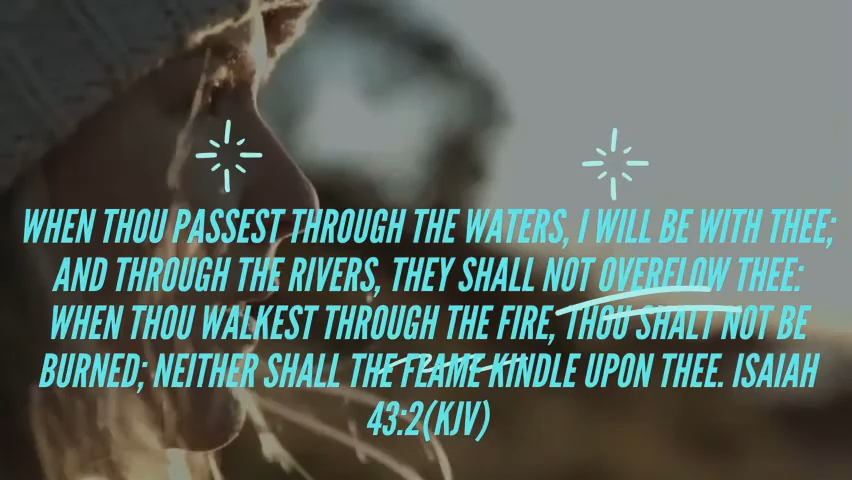 WHEN THOU PASSEST THROUGH THE WATERS, I WILL BE WITH THEE;
AND THROUGH THE RIVERS, THEY SHALL NOT OVERFLOW THEE:
WHEN THOU WALKEST THROUGH THE FIRE, THOU SHALT NOT BE
BURNED; NEITHER SHALL THE FLAME KINDLE UPON THEE. ISAIAH
43:2(KJV)